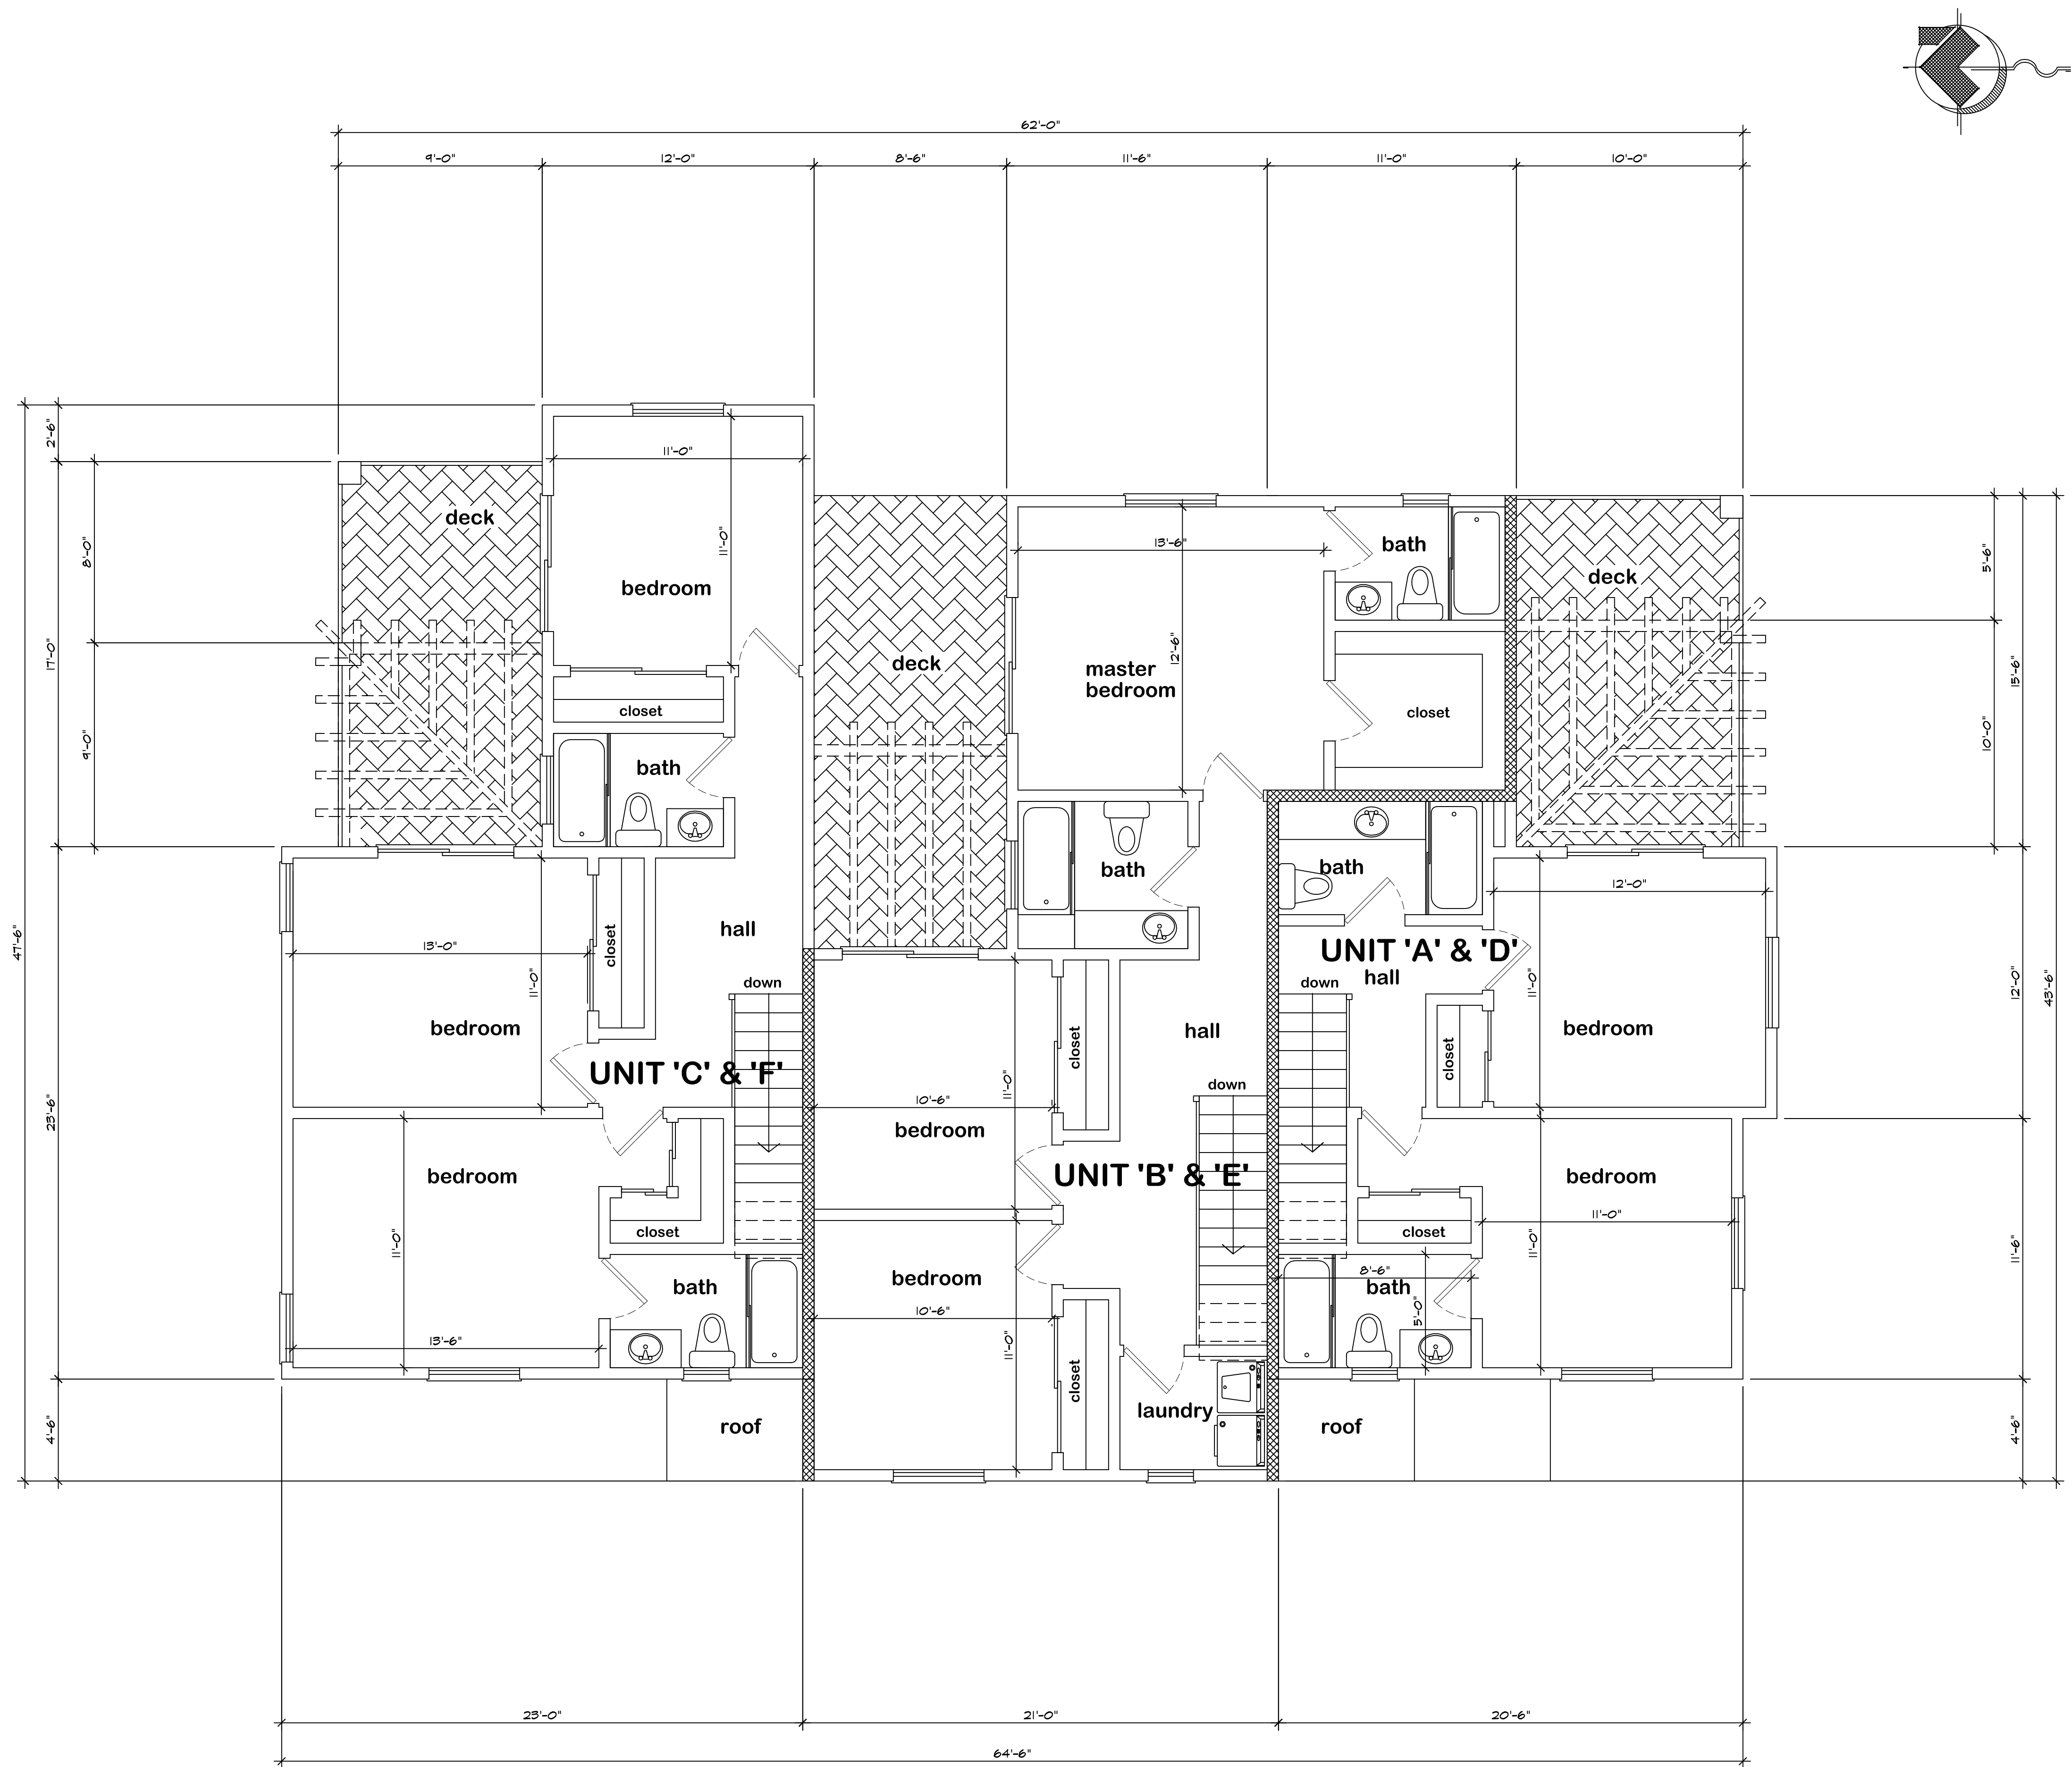 62'-0"
9'-0"
12'-0"
8'-6"
11'-6"
11'-0"
10'-0"
2'-6"
17'-0"
8'-0"
9'-0"
47'-6"
23'-6"
4'-6"
5'-6"
15'-6"
10'-0"
12'-0"
43'-6"
11'-6"
4'-6"
deck
11'-0"
11'-0"
bedroom
closet
bath
13'-0"
11'-0"
closet
bedroom
hall
down
UNIT 'C' & 'F'
bedroom
11'-0"
13'-6"
closet
bath
roof
deck
13'-6"
12'-6"
master
bedroom
bath
closet
bath
hall
down
10'-6"
11'-0"
closet
bedroom
UNIT 'B' & 'E'
bedroom
10'-6"
11'-0"
closet
laundry
deck
bath
UNIT 'A' & 'D'
hall
down
12'-0"
11'-0"
closet
bedroom
bedroom
11'-0"
11'-0"
closet
8'-6"
bath
5'-0"
roof
23'-0"
21'-0"
20'-6"
64'-6"